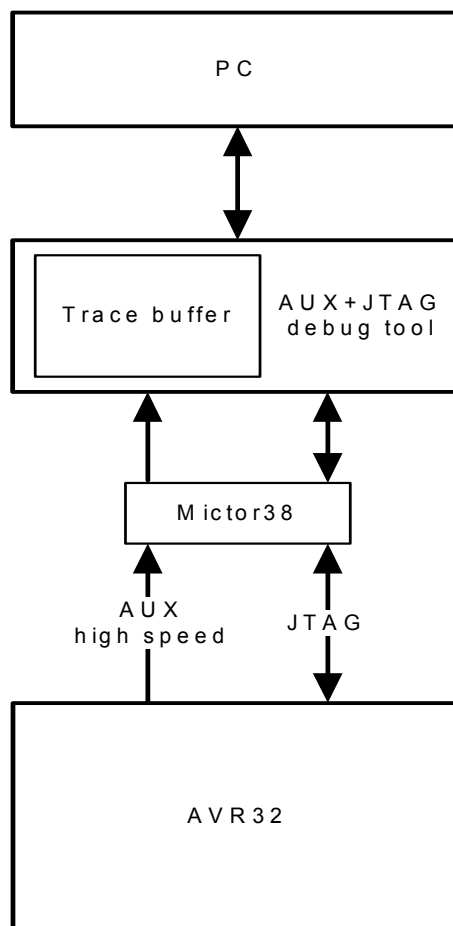 PC
Trace buffer
AUX+JTAG
debug tool
Mictor38
AUX
high speed
JTAG
AVR32